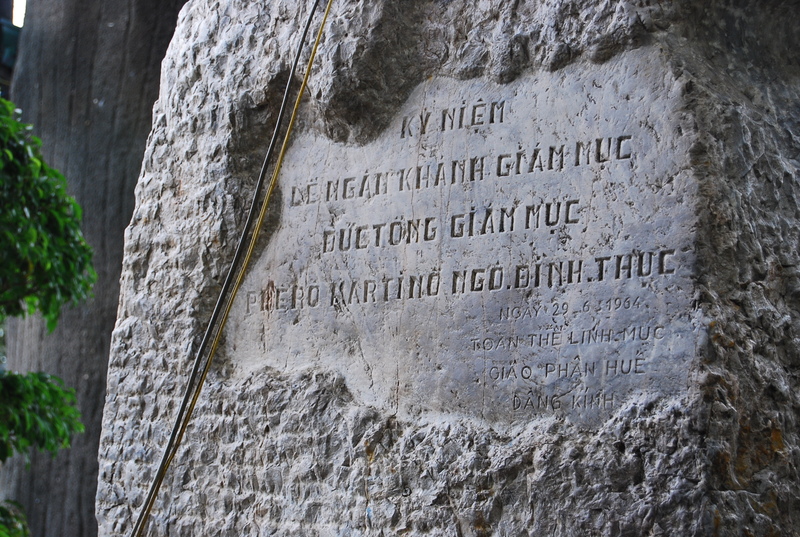 KỶ NIỆM
LỄ NGÂN KHÁNH GIÁM MỤC
ĐỨC TỔNG GIÁM MỤC
PHÊRÔ MARTINÔ NGÔ.ĐÌNH.THỤC
NGÀY 29.6.1964
TOÀN THỂ LINH-MỤC
GIÁO PHẬN HUẾ
DÂNG KÍNH